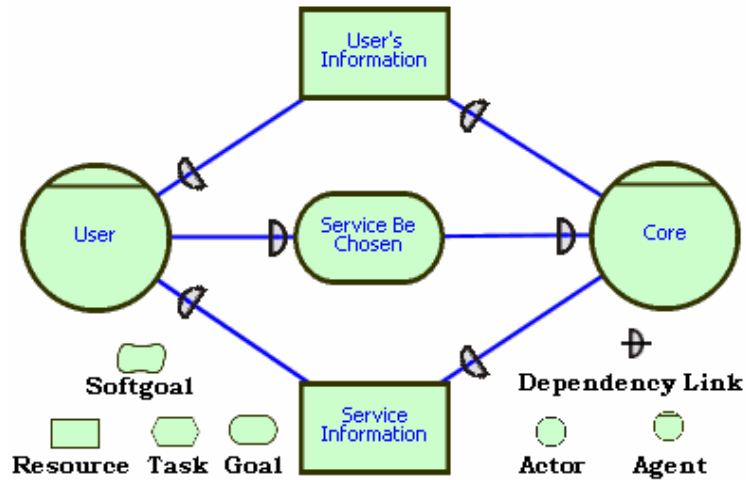 User's
Information
User
Service Be
Chosen
Core
Softgoal
Dependency Link
Service
Information
Resource
Task
Goal
Actor
Agent